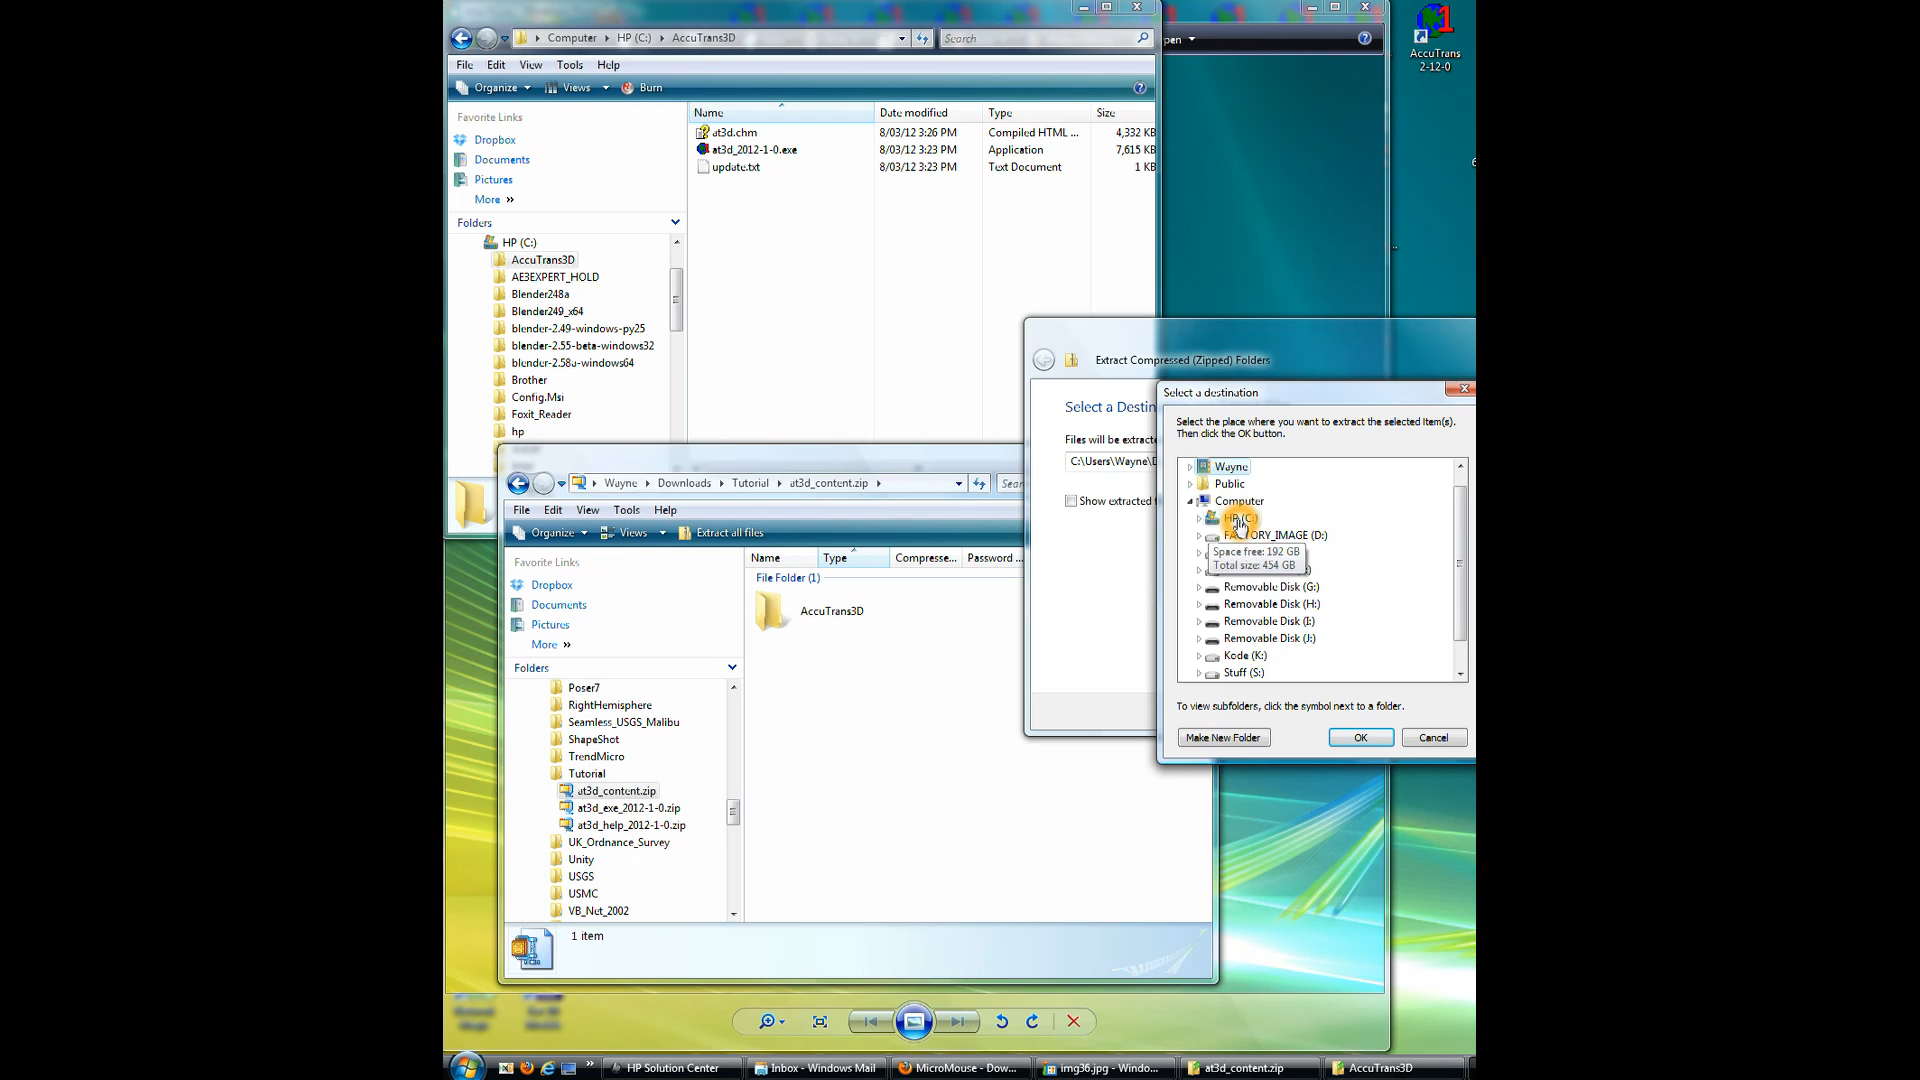 Computer HP (C:) AccuTrans3D
Search
File Edit View Tools Help
Organize Views Burn
Favorite Links
Dropbox
Documents
Pictures
More »
Folders
HP (C:)
AccuTrans3D
AE3EXPERT_HOLD
Blender248a
Blender249_x64
blender-2.49-windows-py25
blender-2.55-beta-windows32
blender-2.58a-windows64
Brother
Config.Msi
Foxit_Reader
hp
Name Date modified Type Size
at3d.chm 8/03/12 3:26 PM Compiled HTML ... 4,332 KB
at3d_2012-1-0.exe 8/03/12 3:23 PM Application 7,615 KB
update.txt 8/03/12 3:23 PM Text Document 1 KB
pen
AccuTrans
2-12-0
Extract Compressed (Zipped) Folders
Select a Destin
Files will be extracte
C:\Users\Wayne\D
Show extracted f
Select a destination
Select the place where you want to extract the selected item(s).
Then click the OK button.
Wayne
Public
Computer
HP (C:)
FACTORY_IMAGE (D:)
Space free: 192 GB
Total size: 454 GB
Removable Disk (G:)
Removable Disk (H:)
Removable Disk (I:)
Removable Disk (J:)
Kode (K:)
Stuff (S:)
To view subfolders, click the symbol next to a folder.
Make New Folder OK Cancel
Wayne Downloads Tutorial at3d_content.zip
Sear
File Edit View Tools Help
Organize Views Extract all files
Favorite Links
Dropbox
Documents
Pictures
More »
Folders
Poser7
RightHemisphere
Seamless_USGS_Malibu
ShapeShot
TrendMicro
Tutorial
at3d_content.zip
at3d_exe_2012-1-0.zip
at3d_help_2012-1-0.zip
UK_Ordnance_Survey
Unity
USGS
USMC
VB_Net_2002
Name Type Compresse... Password ...
File Folder (1)
AccuTrans3D
1 item
HP Solution Center
Inbox - Windows Mail
MicroMouse - Dow...
img36.jpg - Windo...
at3d_content.zip
AccuTrans3D